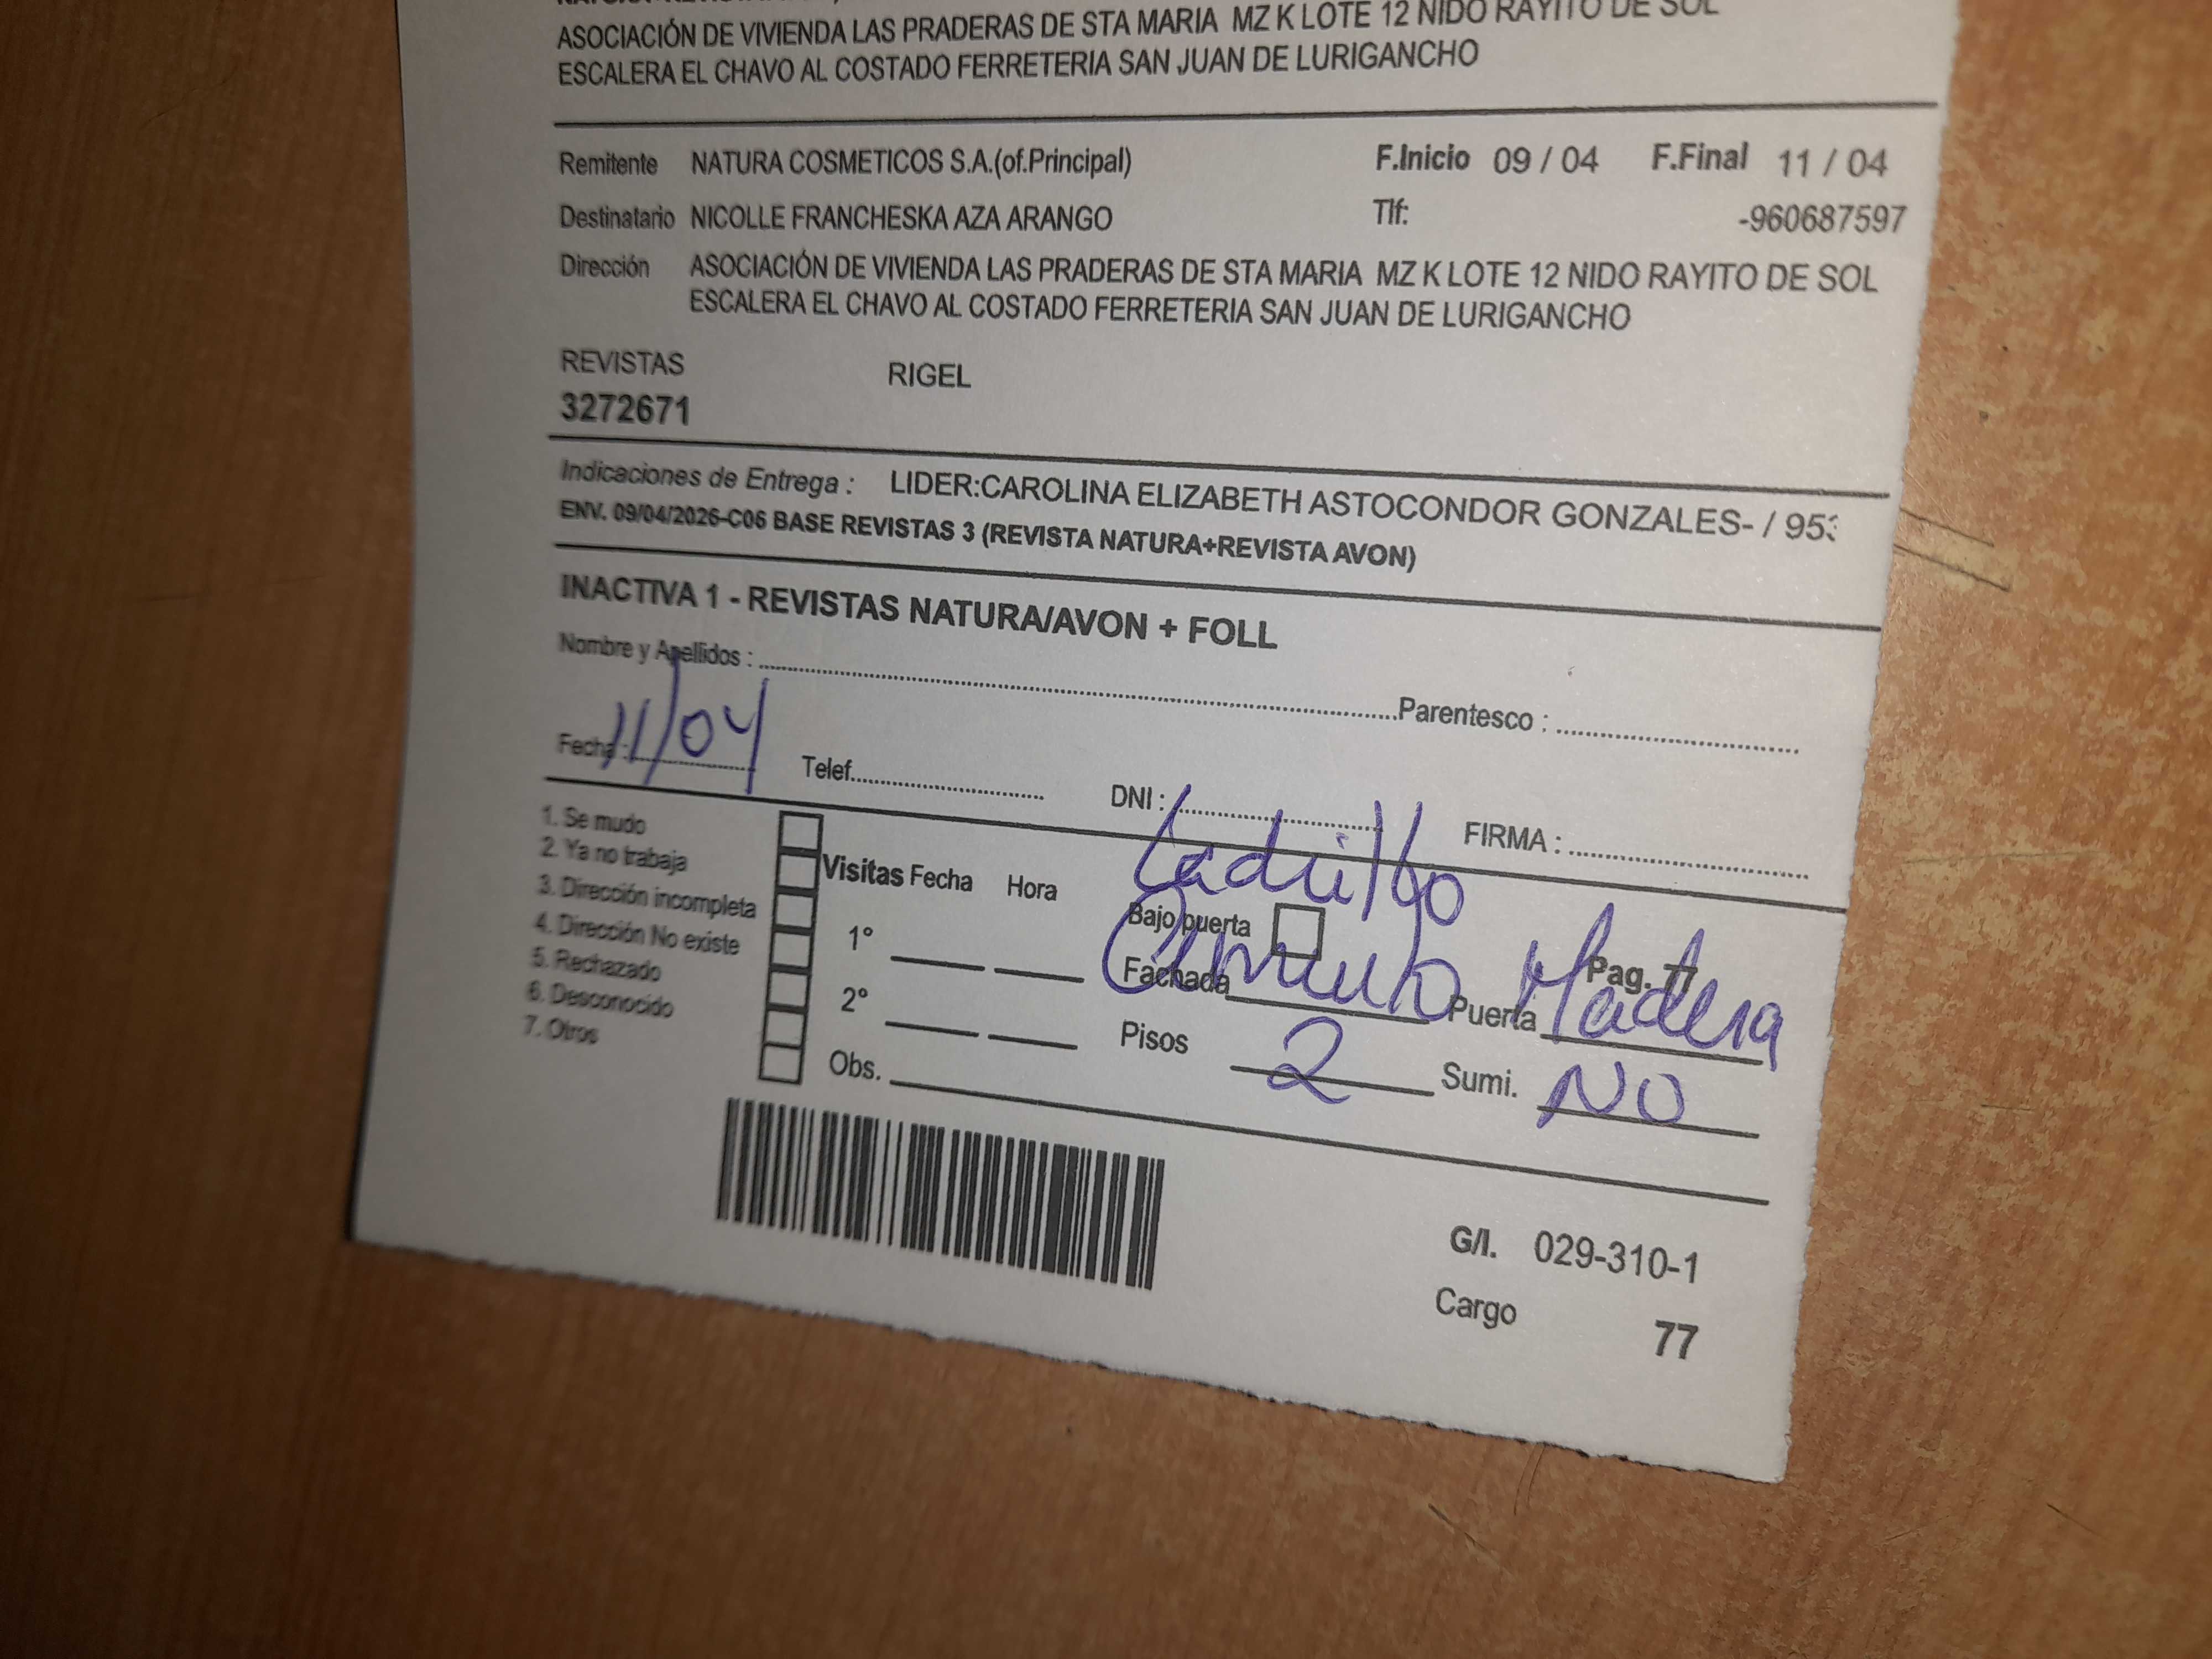 ASOCIACIÓN DE VIVIENDA LAS PRADERAS DE STA MARIA MZ K LOTE 12 NIDO RAYITO DE SOL
ESCALERA EL CHAVO AL COSTADO FERRETERIA SAN JUAN DE LURIGANCHO
Remitente NATURA COSMETICOS S.A.(of.Principal) F.Inicio 09 / 04 F.Final 11 / 04
Destinatario NICOLLE FRANCHESKA AZA ARANGO Tlf: -960687597
Dirección ASOCIACIÓN DE VIVIENDA LAS PRADERAS DE STA MARIA MZ K LOTE 12 NIDO RAYITO DE SOL
ESCALERA EL CHAVO AL COSTADO FERRETERIA SAN JUAN DE LURIGANCHO
REVISTAS RIGEL
3272671
Indicaciones de Entrega : LIDER:CAROLINA ELIZABETH ASTOCONDOR GONZALES- / 953
ENV. 09/04/2026-C06 BASE REVISTAS 3 (REVISTA NATURA+REVISTA AVON)
INACTIVA 1 - REVISTAS NATURA/AVON + FOLL
Nombre y Apellidos : Parentesco :
Fecha : 11/04 Telef. DNI : FIRMA :
1. Se mudo
2. Ya no trabaja
3. Dirección incompleta
4. Dirección No existe
5. Rechazado
6. Desconocido
7. Otros
Visitas Fecha Hora
1°
2°
Obs.
Ladrillo
Bajo puerta
Pag. 77
Fachada Puerta Madera
Pisos 2 Sumi. NO
G/I. 029-310-1
Cargo 77